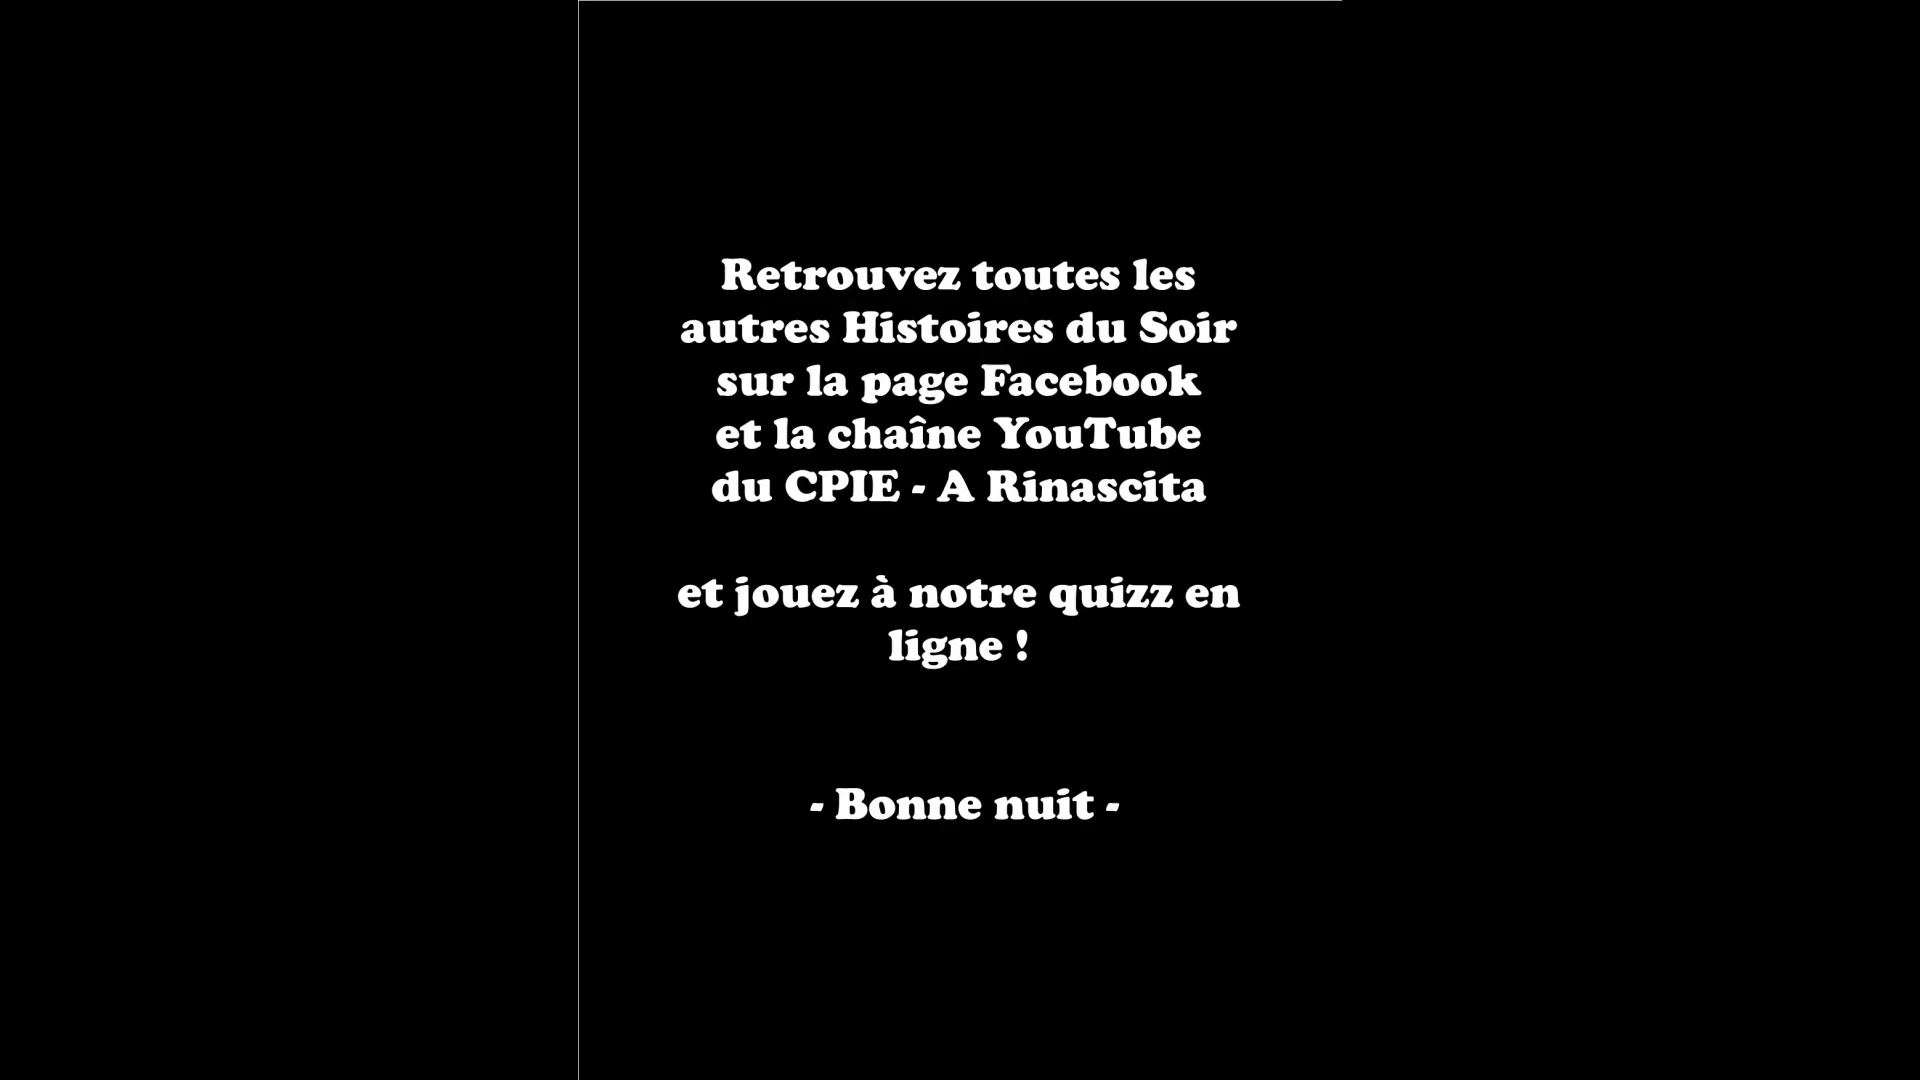 Retrouvez toutes les
autres Histoires du Soir
sur la page Facebook
et la chaîne YouTube
du CPIE - A Rinascita
et jouez à notre quizz en
ligne !
- Bonne nuit -